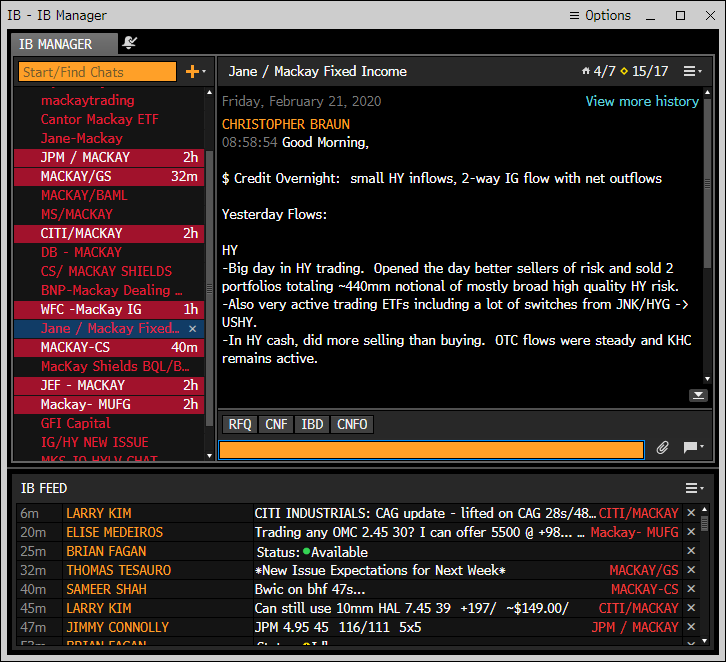 IB - IB Manager
Options
IB MANAGER
Start/Find Chats
mackaytrading
Cantor Mackay ETF
Jane-Mackay
JPM / MACKAY 2h
MACKAY/GS 32m
MACKAY/BAML
MS/MACKAY
CITI/MACKAY 2h
DB - MACKAY
CS/ MACKAY SHIELDS
BNP-Mackay Dealing ...
WFC -MacKay IG 1h
Jane / Mackay Fixed...
MACKAY-CS 40m
MacKay Shields BQL/B...
JEF - MACKAY 2h
Mackay- MUFG 2h
GFI Capital
IG/HY NEW ISSUE
Jane / Mackay Fixed Income
4/7 15/17
Friday, February 21, 2020
View more history
CHRISTOPHER BRAUN
08:58:54 Good Morning,
$ Credit Overnight: small HY inflows, 2-way IG flow with net outflows
Yesterday Flows:
HY
-Big day in HY trading. Opened the day better sellers of risk and sold 2
portfolios totaling ~440mm notional of mostly broad high quality HY risk.
-Also very active trading ETFs including a lot of switches from JNK/HYG ->
USHY.
-In HY cash, did more selling than buying. OTC flows were steady and KHC
remains active.
RFQ CNF IBD CNFO
IB FEED
6m LARRY KIM CITI INDUSTRIALS: CAG update - lifted on CAG 28s/48... CITI/MACKAY
20m ELISE MEDEIROS Trading any OMC 2.45 30? I can offer 5500 @ +98... ... Mackay- MUFG
25m BRIAN FAGAN Status: Available
32m THOMAS TESAURO *New Issue Expectations for Next Week* MACKAY/GS
40m SAMEER SHAH Bwic on bhf 47s... MACKAY-CS
45m LARRY KIM Can still use 10mm HAL 7.45 39 +197/ ~$149.00/ CITI/MACKAY
47m JIMMY CONNOLLY JPM 4.95 45 116/111 5x5 JPM / MACKAY